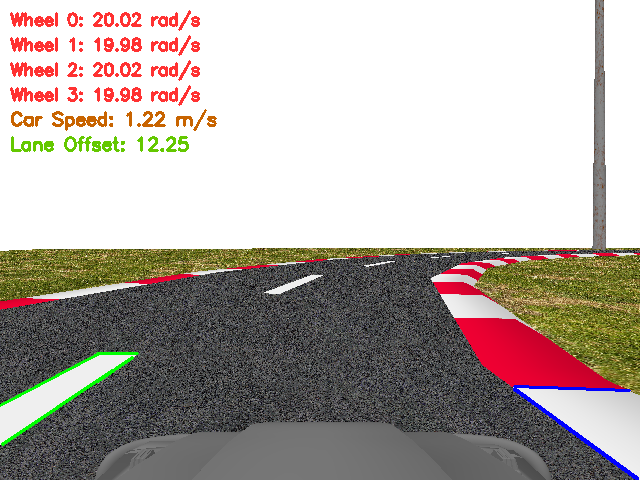 Wheel 0: 20.02 rad/s
Wheel 1: 19.98 rad/s
Wheel 2: 20.02 rad/s
Wheel 3: 19.98 rad/s
Car Speed: 1.22 m/s
Lane Offset: 12.25